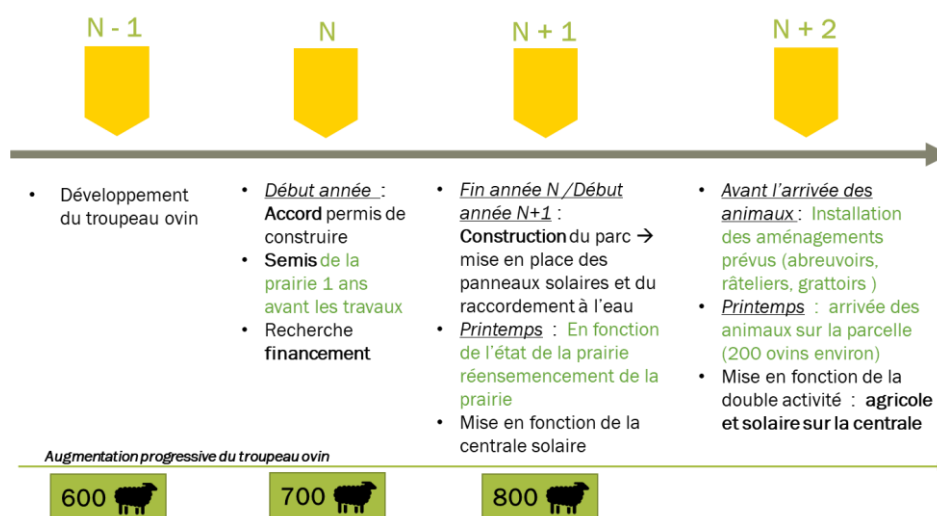 N - 1
N
N + 1
N + 2
• Développement
du troupeau ovin
• Début année :
Accord permis de
construire
• Semis de la
prairie 1 ans
avant les travaux
• Recherche
financement
• Fin année N /Début
année N+1 :
Construction du parc →
mise en place des
panneaux solaires et du
raccordement à l'eau
• Printemps : En fonction
de l'état de la prairie
réensemencement de la
prairie
• Mise en fonction de la
centrale solaire
• Avant l'arrivée des
animaux : Installation
des aménagements
prévus (abreuvoirs,
râteliers, grattoirs )
• Printemps : arrivée des
animaux sur la parcelle
(200 ovins environ)
• Mise en fonction de la
double activité : agricole
et solaire sur la centrale
Augmentation progressive du troupeau ovin
600
700
800